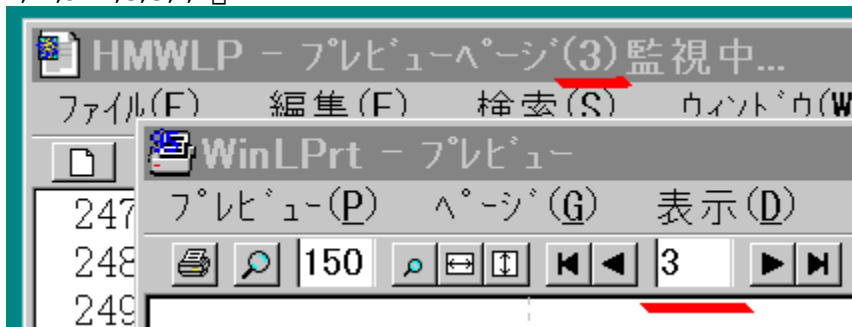 HMWLP - プレビューページ(3)監視中...
ファイル(F) 編集(E) 検索(S) ウィンドウ(W
WinLPrt - プレビュー
プレビュー(P) ページ(G) 表示(D)
247
150 3
248
249